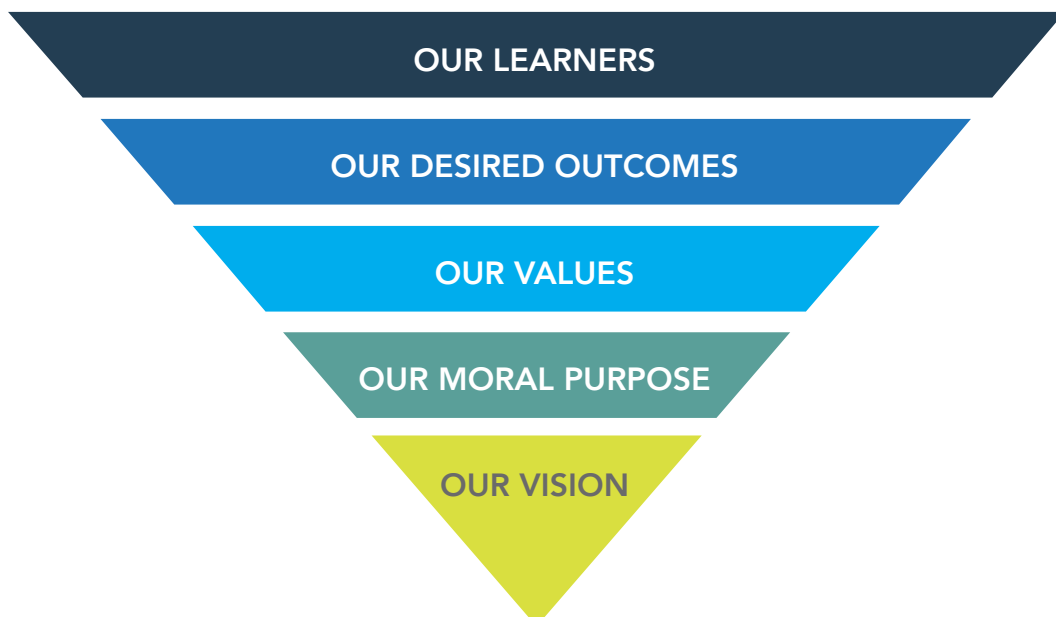 OUR LEARNERS
OUR DESIRED OUTCOMES
OUR VALUES
OUR MORAL PURPOSE
OUR VISION